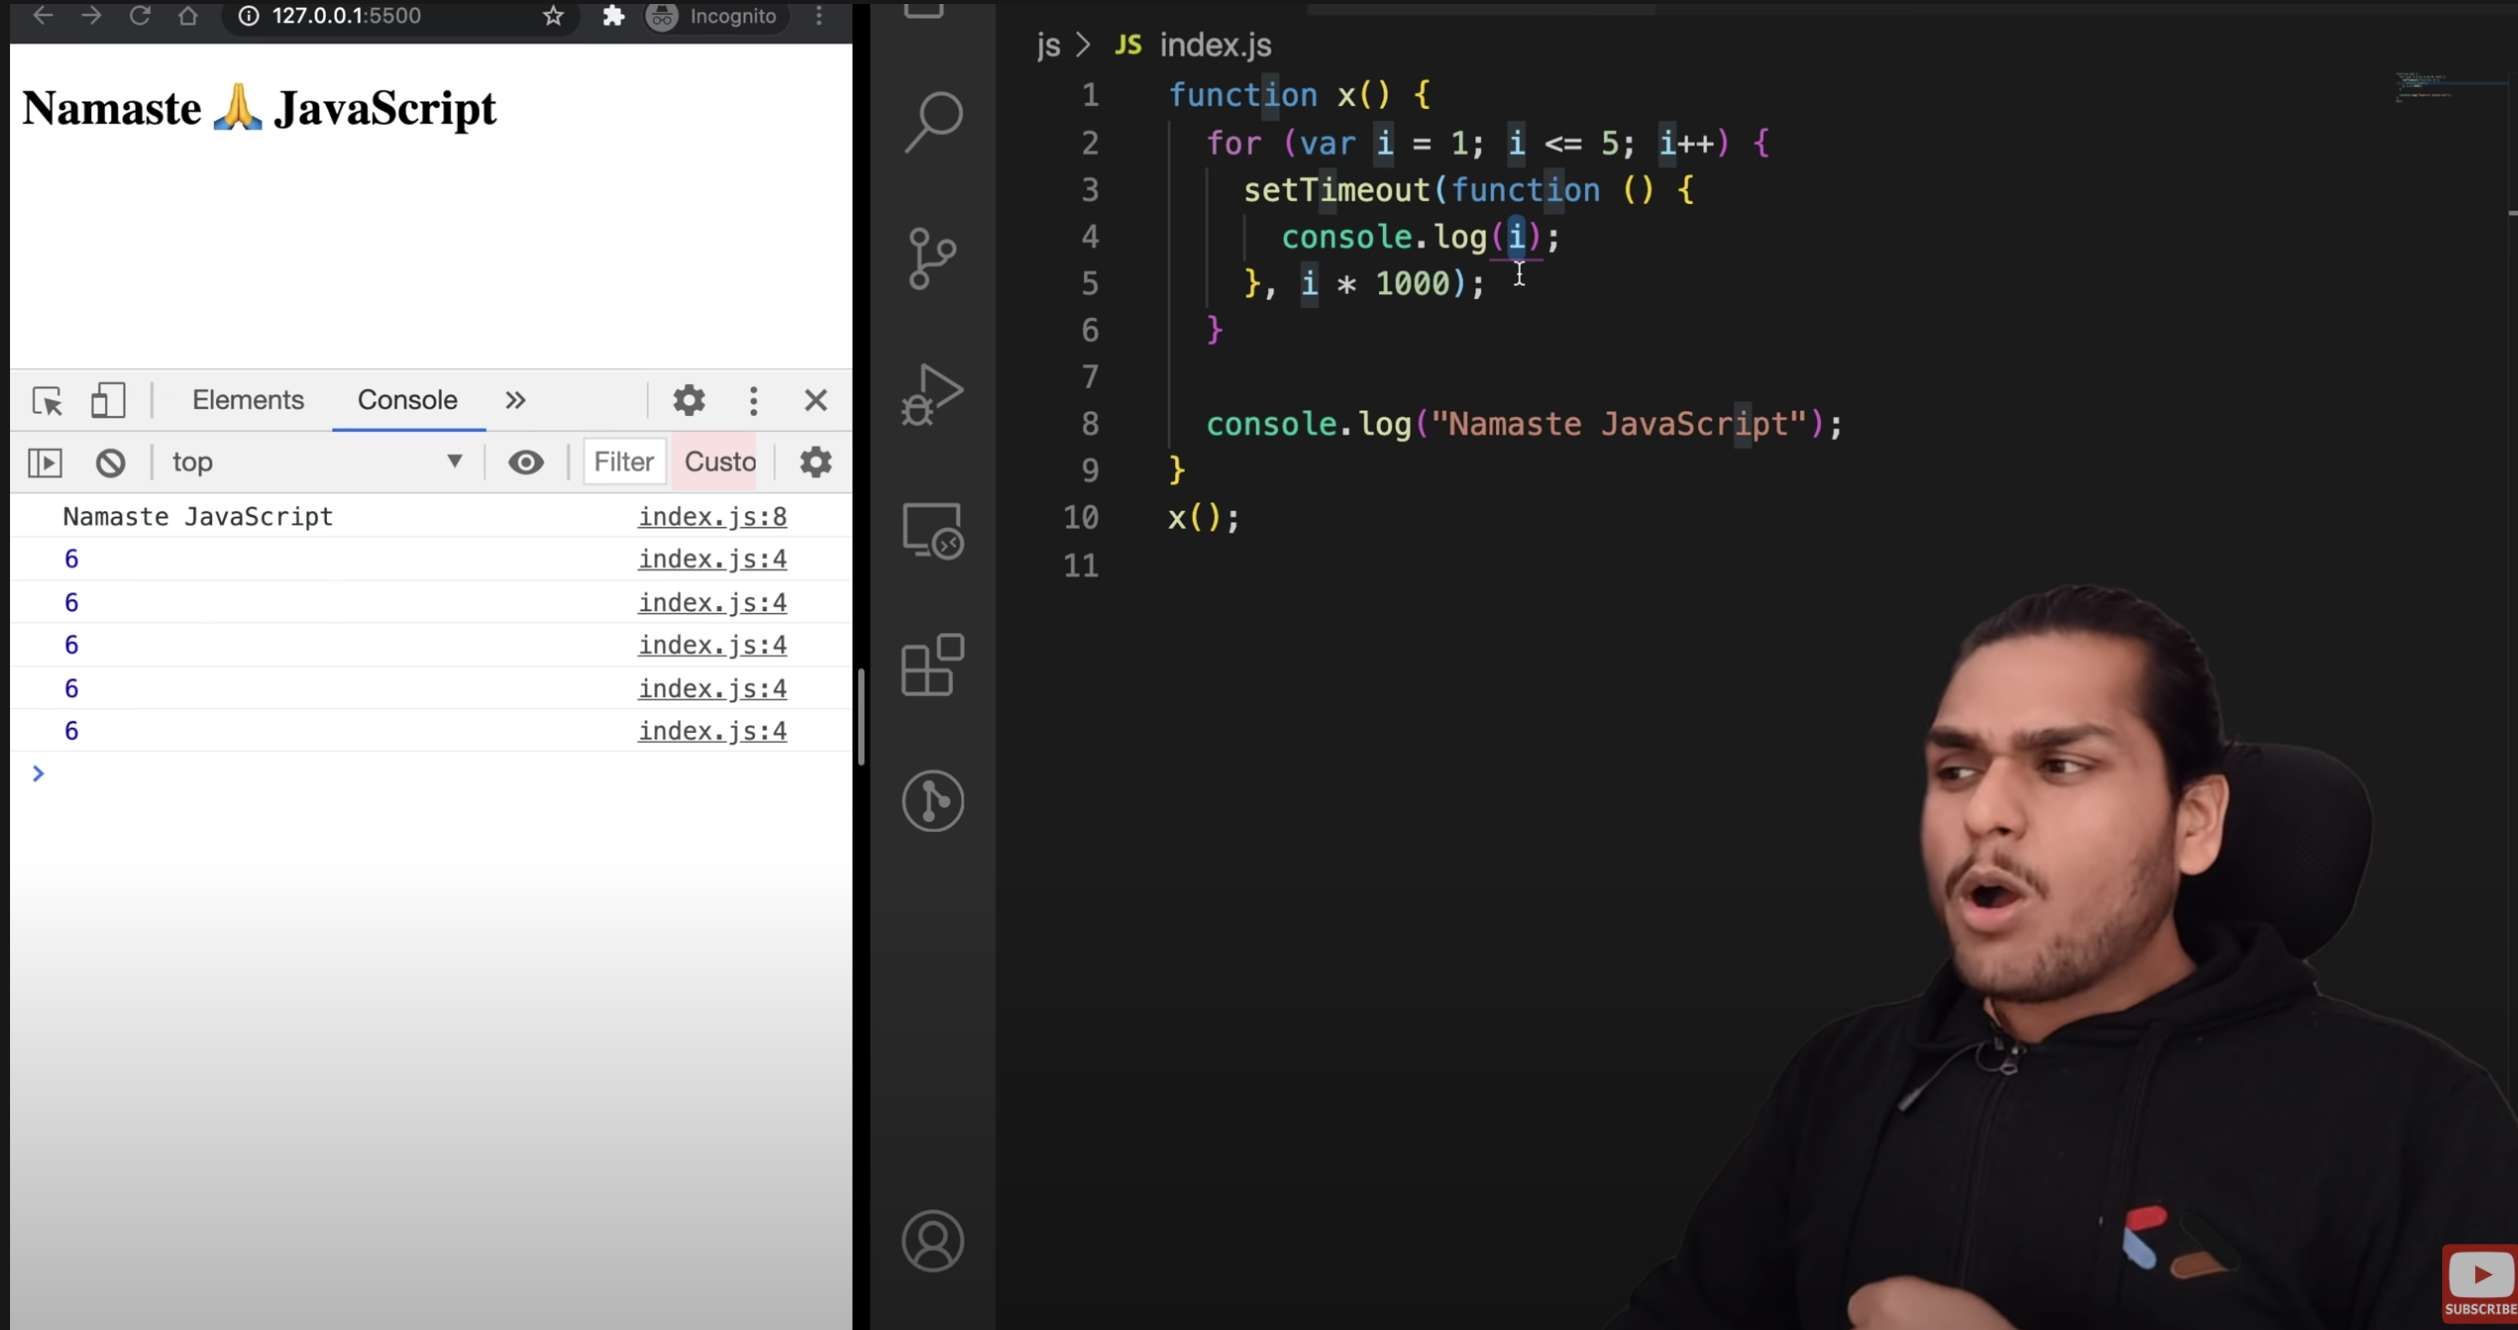 127.0.0.1:5500
Incognito
Namaste 🙏 JavaScript
Elements
Console
top
Filter
Custo
Namaste JavaScript index.js:8
6 index.js:4
6 index.js:4
6 index.js:4
6 index.js:4
6 index.js:4
js > JS index.js
1 function x() {
2 for (var i = 1; i <= 5; i++) {
3 setTimeout(function () {
4 console.log(i);
5 }, i * 1000);
6 }
7
8 console.log("Namaste JavaScript");
9 }
10 x();
11
SUBSCRIBE